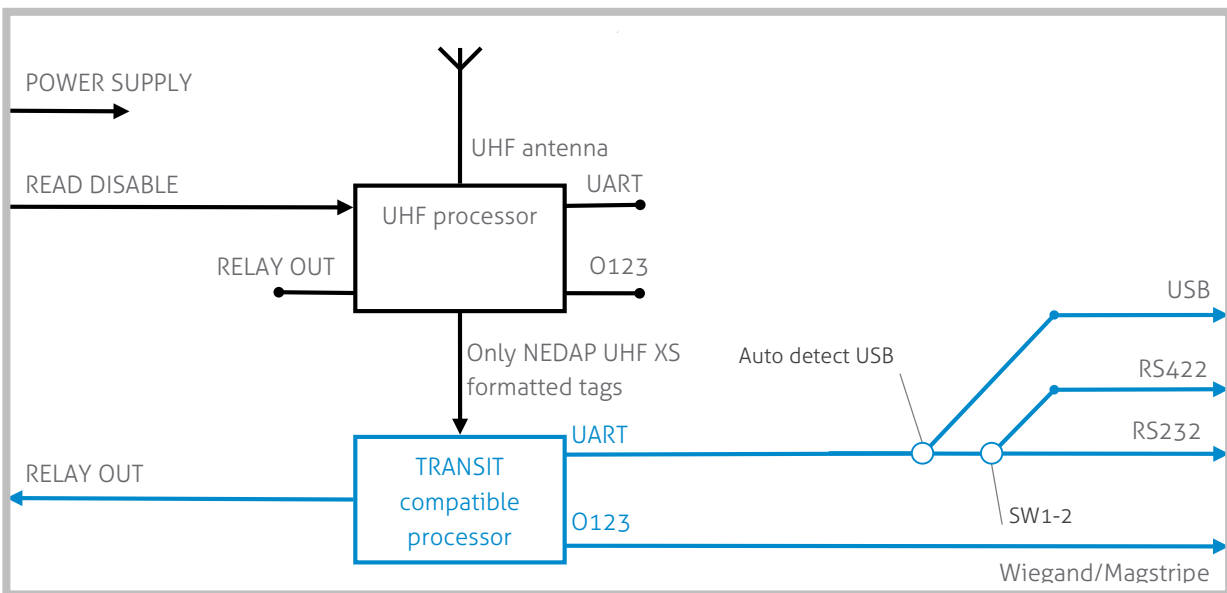 POWER SUPPLY
UHF antenna
READ DISABLE
UART
UHF processor
RELAY OUT
O123
USB
Only NEDAP UHF XS
formatted tags
Auto detect USB
RS422
UART
RS232
RELAY OUT
TRANSIT
compatible
processor
O123
SW1-2
Wiegand/Magstripe